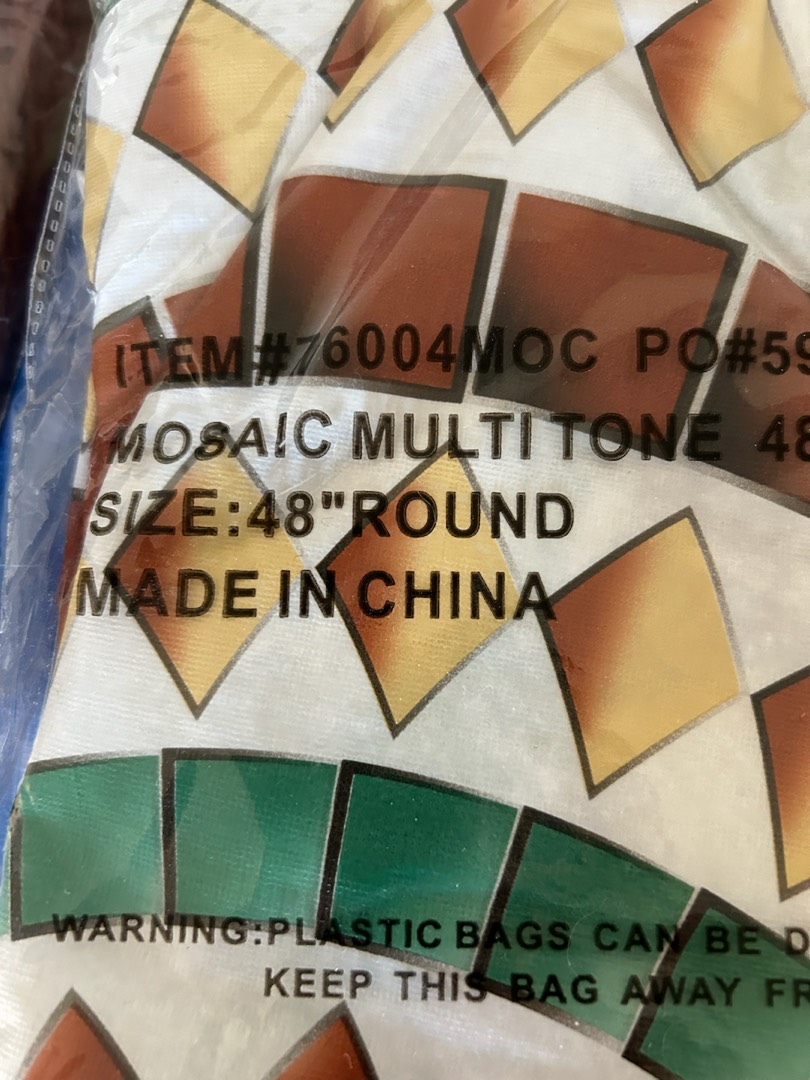 ITEM#76004MOC PO#59
MOSAIC MULTI TONE 48
SIZE:48"ROUND
MADE IN CHINA
WARNING:PLASTIC BAGS CAN BE D
KEEP THIS BAG AWAY FR